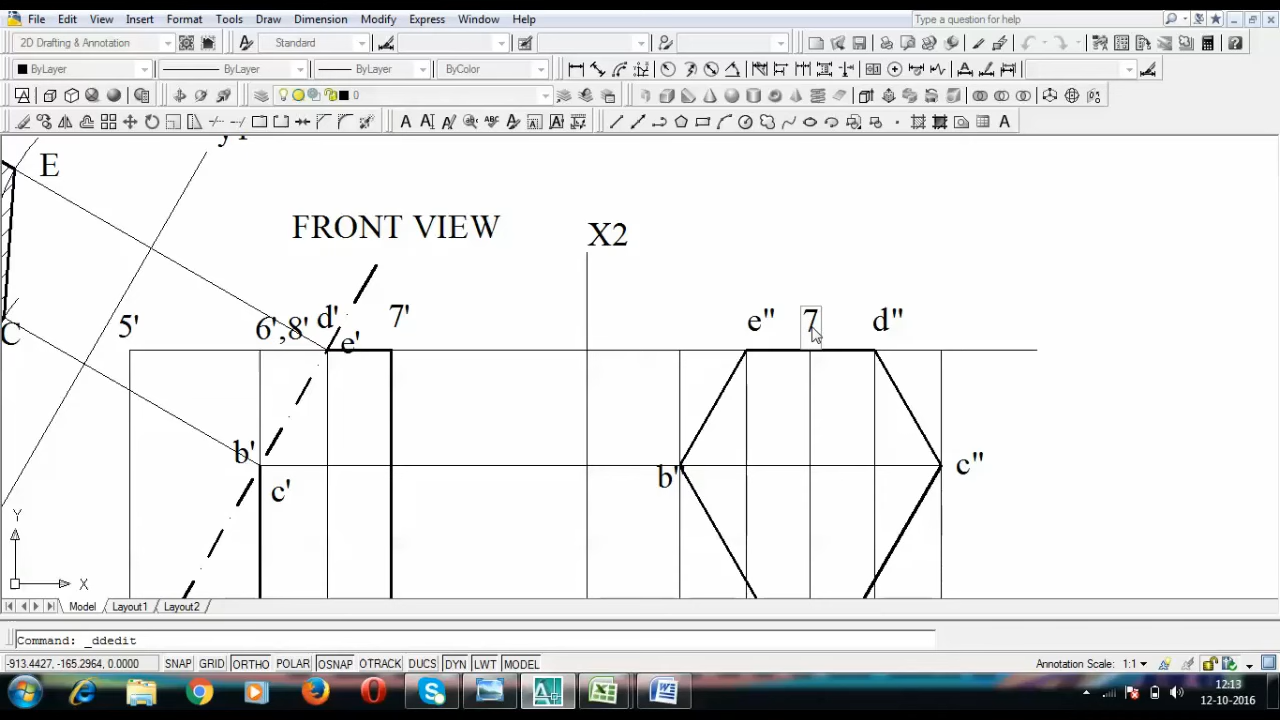 File Edit View Insert Format Tools Draw Dimension Modify Express Window Help
Type a question for help
2D Drafting & Annotation
Standard
ByLayer
ByLayer
ByLayer
ByColor
0
E
FRONT VIEW
X2
5'
6',8'
d'
e'
7'
e"
7
d"
C
b'
c'
b'
c"
Y
X
Model Layout1 Layout2
Command: _ddedit
-913.4427, -165.2964, 0.0000
SNAP GRID ORTHO POLAR OSNAP OTRACK DUCS DYN LWT MODEL
Annotation Scale: 1:1
12:13
12-10-2016